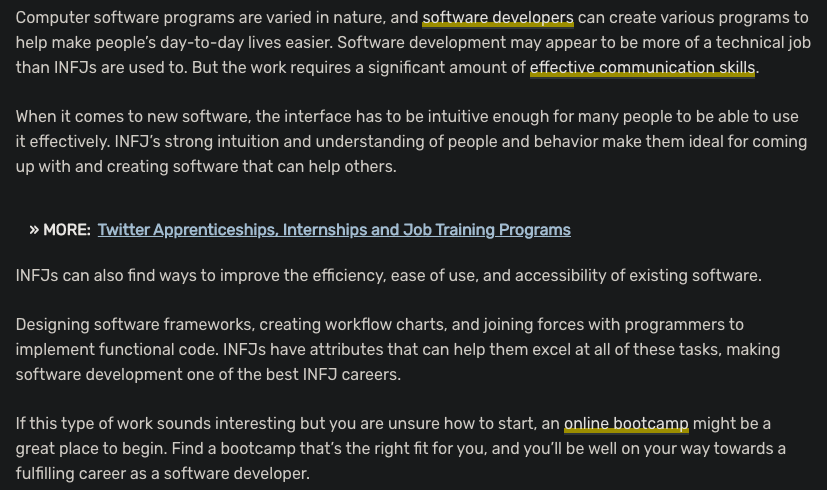 Computer software programs are varied in nature, and software developers can create various programs to
help make people’s day-to-day lives easier. Software development may appear to be more of a technical job
than INFJs are used to. But the work requires a significant amount of effective communication skills.
When it comes to new software, the interface has to be intuitive enough for many people to be able to use
it effectively. INFJ’s strong intuition and understanding of people and behavior make them ideal for coming
up with and creating software that can help others.
» MORE: Twitter Apprenticeships, Internships and Job Training Programs
INFJs can also find ways to improve the efficiency, ease of use, and accessibility of existing software.
Designing software frameworks, creating workflow charts, and joining forces with programmers to
implement functional code. INFJs have attributes that can help them excel at all of these tasks, making
software development one of the best INFJ careers.
If this type of work sounds interesting but you are unsure how to start, an online bootcamp might be a
great place to begin. Find a bootcamp that’s the right fit for you, and you’ll be well on your way towards a
fulfilling career as a software developer.